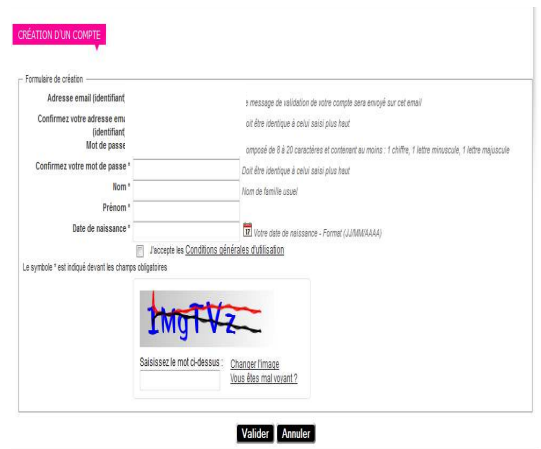 CRÉATION D'UN COMPTE
Formulaire de création
Adresse email (identifiant
e message de validation de votre compte sera envoyé sur cet email
Confirmez votre adresse ema
(identifiant
oit être identique à celui saisi plus haut
Mot de passe
omposé de 8 à 20 caractères et contenant au moins : 1 chiffre, 1 lettre minuscule, 1 lettre majuscule
Confirmez votre mot de passe *
Doit être identique à celui saisi plus haut
Nom *
Nom de famille usuel
Prénom *
Date de naissance *
17 Votre date de naissance - Format (JJ/MM/AAAA)
J'accepte les Conditions générales d'utilisation
Le symbole * est indiqué devant les champs obligatoires
1MgTVz
Saisissez le mot ci-dessus :
Changer l'image
Vous êtes mal voyant ?
Valider Annuler